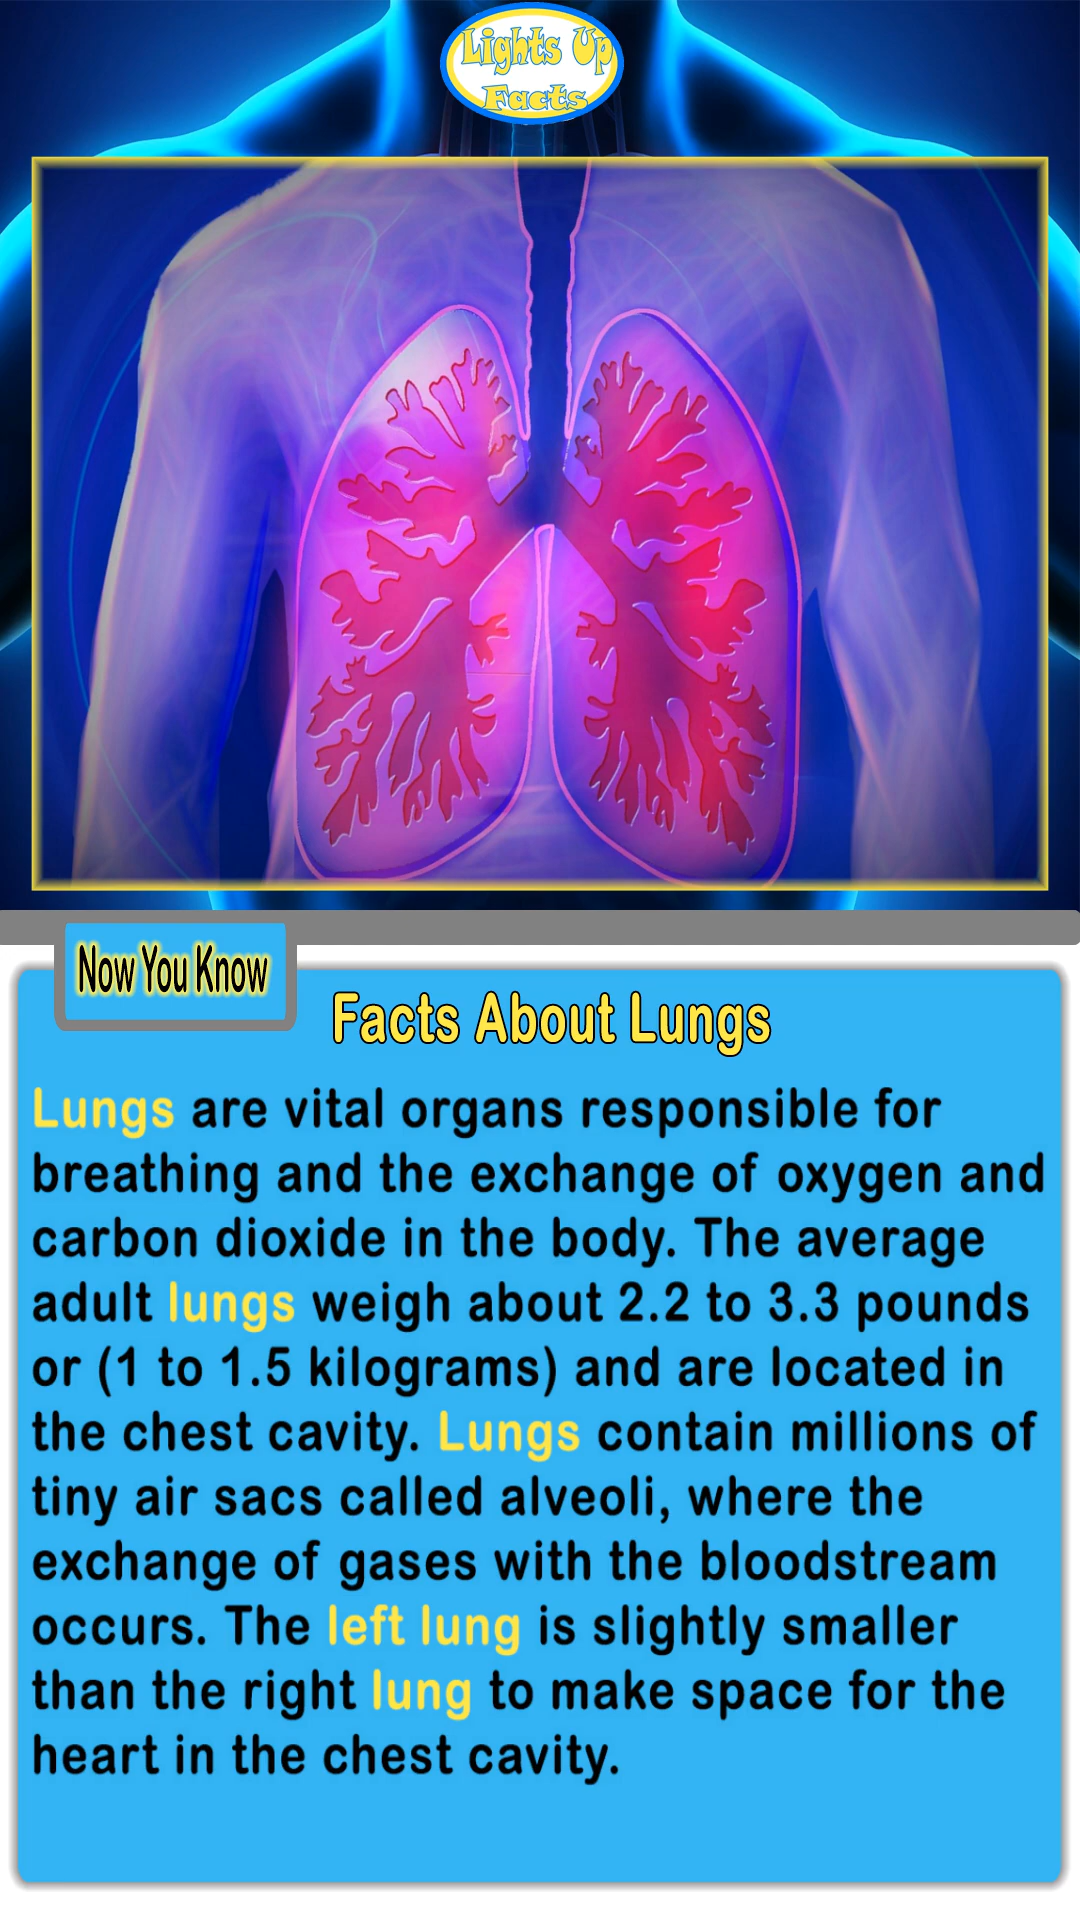 Lights Up
Facts
Now You Know
Facts About Lungs
Lungs are vital organs responsible for
breathing and the exchange of oxygen and
carbon dioxide in the body. The average
adult lungs weigh about 2.2 to 3.3 pounds
or (1 to 1.5 kilograms) and are located in
the chest cavity. Lungs contain millions of
tiny air sacs called alveoli, where the
exchange of gases with the bloodstream
occurs. The left lung is slightly smaller
than the right lung to make space for the
heart in the chest cavity.